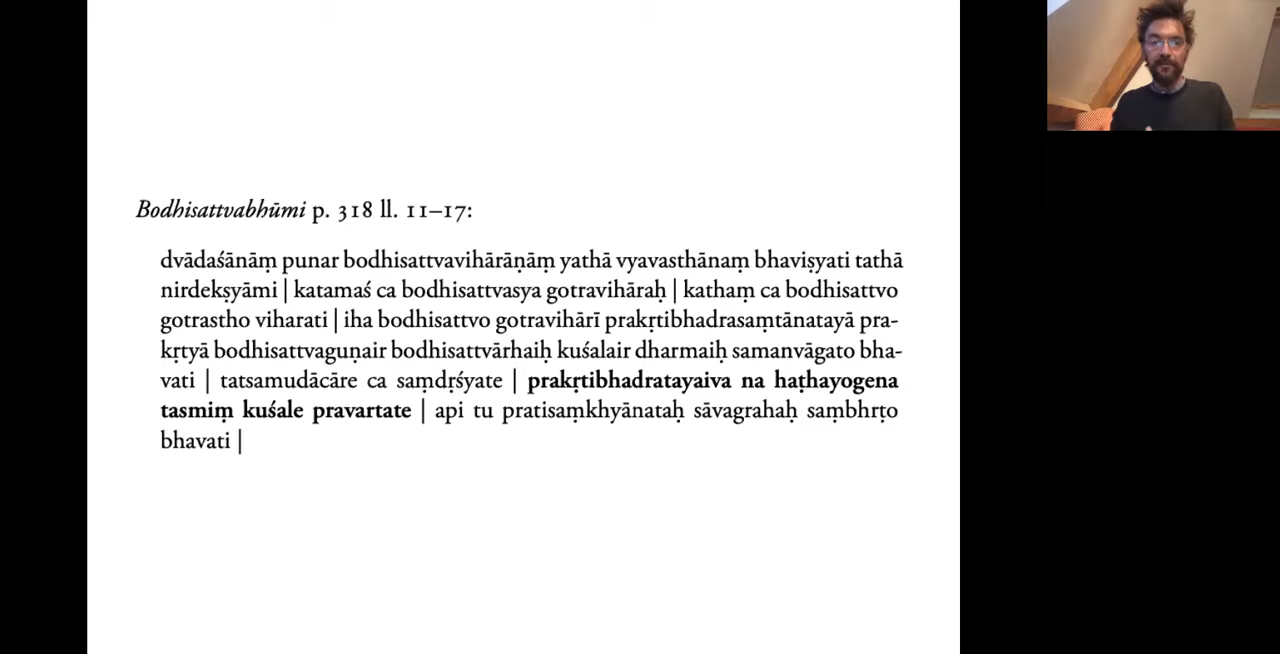 Bodhisattvabhūmi p. 318 ll. 11–17:
dvādaśānāṃ punar bodhisattvavihārāṇāṃ yathā vyavasthānaṃ bhaviṣyati tathā
nirdekṣyāmi | katamaś ca bodhisattvasya gotravihāraḥ | kathaṃ ca bodhisattvo
gotrastho viharati | iha bodhisattvo gotravihārī prakṛtibhadrasaṃtānatayā pra-
kṛtyā bodhisattvaguṇair bodhisattvārhaiḥ kuśalair dharmaiḥ samanvāgato bha-
vati | tatsamudācāre ca saṃdṛśyate | prakṛtibhadratayaiva na haṭhayogena
tasmiṃ kuśale pravartate | api tu pratisaṃkhyānataḥ sāvagrahaḥ saṃbhṛto
bhavati |